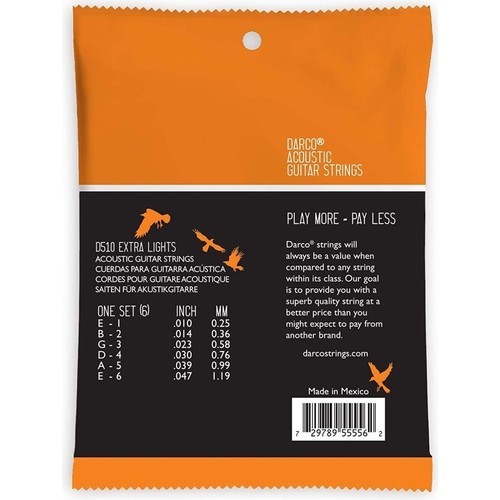 DARCO®
ACOUSTIC
GUITAR STRINGS
D510 EXTRA LIGHTS
ACOUSTIC GUITAR STRINGS
CUERDAS PARA GUITARRA ACÚSTICA
CORDES POUR GUITARE ACOUSTIQUE
SAITEN FÜR AKUSTIKGITARRE
ONE SET (6) INCH MM
E - 1 .010 0.25
B - 2 .014 0.36
G - 3 .023 0.58
D - 4 .030 0.76
A - 5 .039 0.99
E - 6 .047 1.19
PLAY MORE - PAY LESS
Darco® strings will
always be a value when
compared to any string
within its class. Our goal
is to provide you with a
superb quality string at a
better price than you
might expect to pay from
another brand.
darcostrings.com
Made in Mexico
7 29789 55556 2